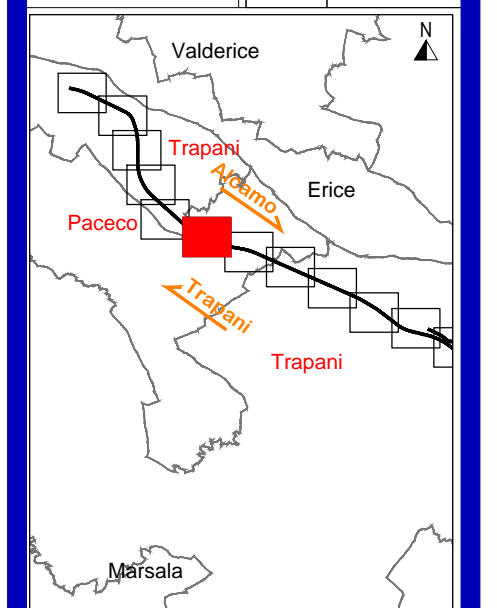 N
Valderice
Trapani
Alcamo
Erice
Paceco
Trapani
Trapani
Marsala